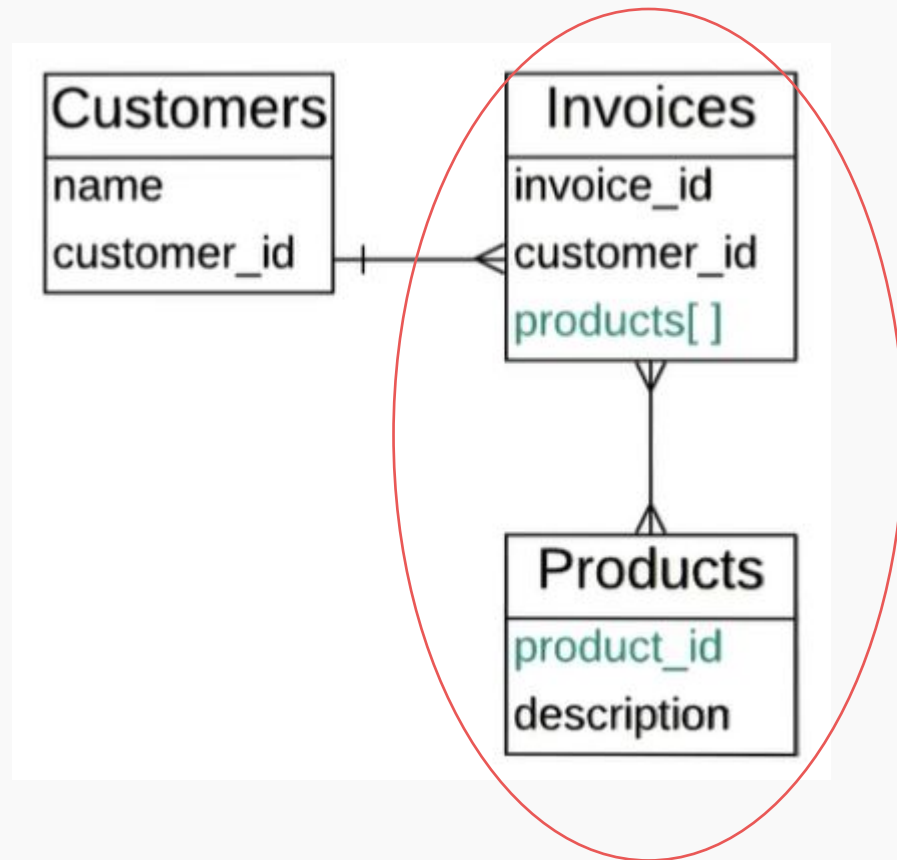 Customers
name
customer_id
Invoices
invoice_id
customer_id
products[ ]
Products
product_id
description